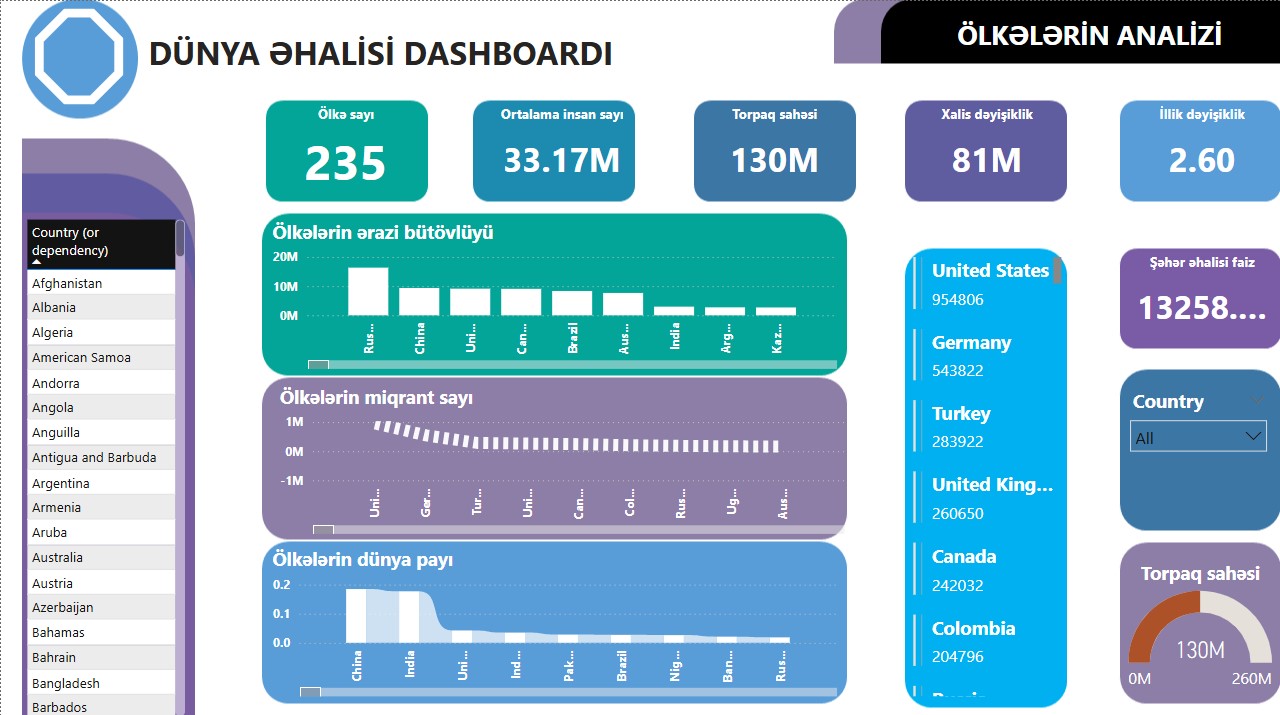 DÜNYA ƏHALİSİ DASHBOARDI
ÖLKƏLƏRİN ANALİZİ
Ölkə sayı
235
Ortalama insan sayı
33.17M
Torpaq sahəsi
130M
Xalis dəyişiklik
81M
İllik dəyişiklik
2.60
Country (or
dependency)
Afghanistan
Albania
Algeria
American Samoa
Andorra
Angola
Anguilla
Antigua and Barbuda
Argentina
Armenia
Aruba
Australia
Austria
Azerbaijan
Bahamas
Bahrain
Bangladesh
Barbados
Ölkələrin ərazi bütövlüyü
20M
10M
0M
Rus...
China
Uni...
Can...
Brazil
Aus...
India
Arg...
Kaz...
Ölkələrin miqrant sayı
1M
0M
-1M
Uni...
Ger...
Tur...
Uni...
Can...
Col...
Rus...
Ug...
Aus...
Ölkələrin dünya payı
0.2
0.1
0.0
China
India
Uni...
Ind...
Pak...
Brazil
Nig...
Ban...
Rus...
United States
954806
Germany
543822
Turkey
283922
United King...
260650
Canada
242032
Colombia
204796
Şəhər əhalisi faiz
13258....
Country
All
Torpaq sahəsi
130M
0M 260M